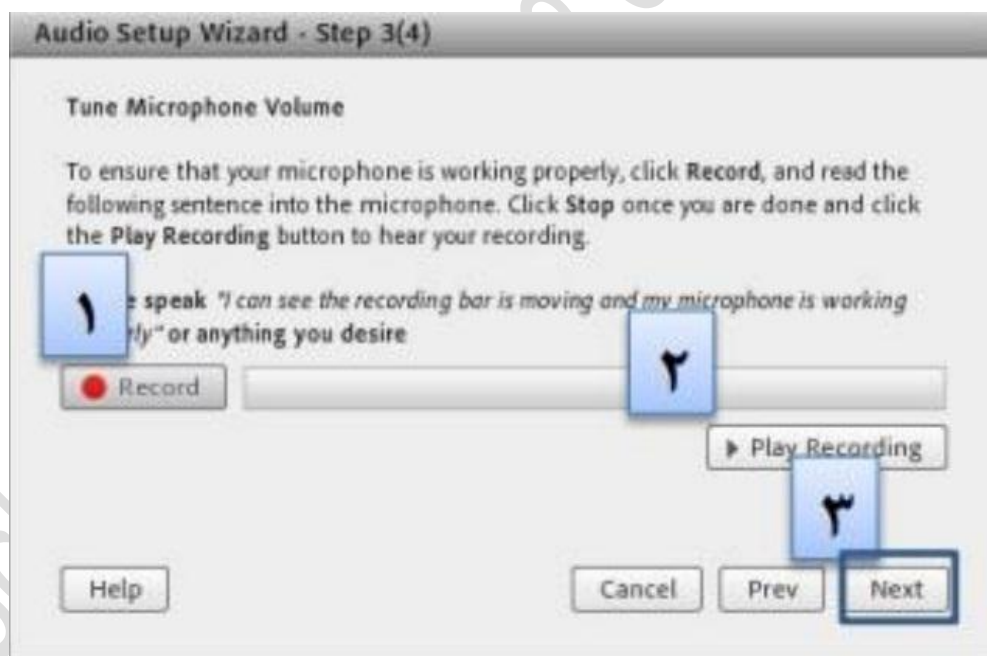 Audio Setup Wizard - Step 3(4)
Tune Microphone Volume
To ensure that your microphone is working properly, click Record, and read the
following sentence into the microphone. Click Stop once you are done and click
the Play Recording button to hear your recording.
speak "I can see the recording bar is moving and my microphone is working
or anything you desire
۱
۲
Record
Play Recording
۳
Help
Cancel
Prev
Next